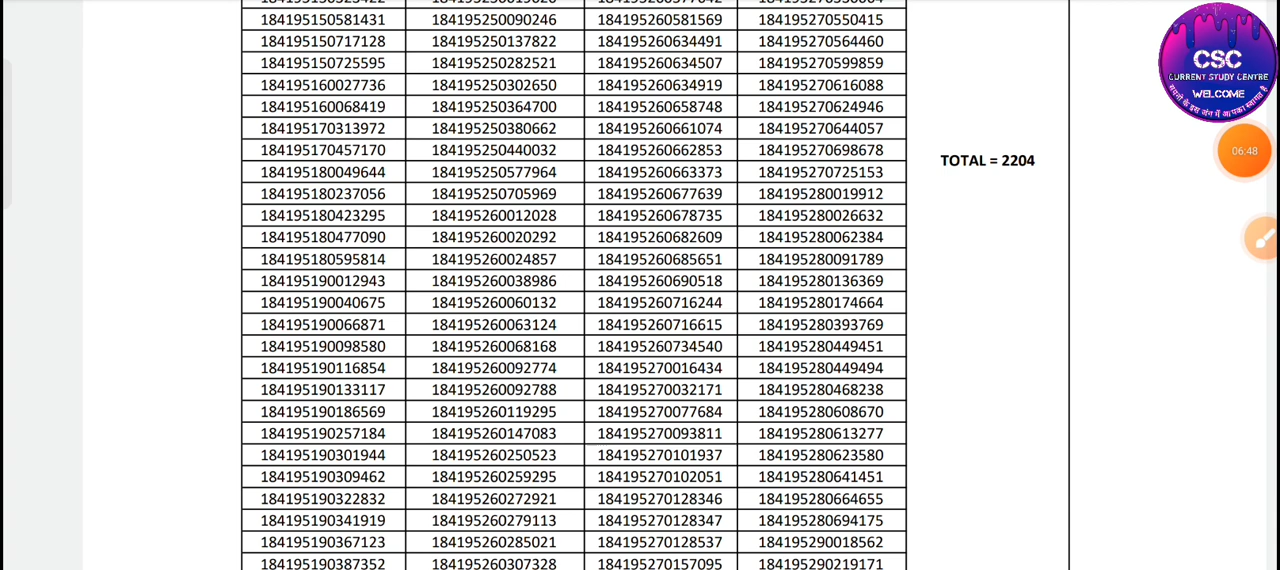 184195150581431 184195250090246 184195260581569 184195270550415
184195150717128 184195250137822 184195260634491 184195270564460
184195150725595 184195250282521 184195260634507 184195270599859
184195160027736 184195250302650 184195260634919 184195270616088
184195160068419 184195250364700 184195260658748 184195270624946
184195170313972 184195250380662 184195260661074 184195270644057
184195170457170 184195250440032 184195260662853 184195270698678
184195180049644 184195250577964 184195260663373 184195270725153
184195180237056 184195250705969 184195260677639 184195280019912
184195180423295 184195260012028 184195260678735 184195280026632
184195180477090 184195260020292 184195260682609 184195280062384
184195180595814 184195260024857 184195260685651 184195280091789
184195190012943 184195260038986 184195260690518 184195280136369
184195190040675 184195260060132 184195260716244 184195280174664
184195190066871 184195260063124 184195260716615 184195280393769
184195190098580 184195260068168 184195260734540 184195280449451
184195190116854 184195260092774 184195270016434 184195280449494
184195190133117 184195260092788 184195270032171 184195280468238
184195190186569 184195260119295 184195270077684 184195280608670
184195190257184 184195260147083 184195270093811 184195280613277
184195190301944 184195260250523 184195270101937 184195280623580
184195190309462 184195260259295 184195270102051 184195280641451
184195190322832 184195260272921 184195270128346 184195280664655
184195190341919 184195260279113 184195270128347 184195280694175
184195190367123 184195260285021 184195270128537 184195290018562
184195190387352 184195260307328 184195270157095 184195290219171
TOTAL = 2204
CSC
CURRENT STUDY CENTRE
WELCOME
सपनो के इस जंग में आपका स्वागत है
06:48